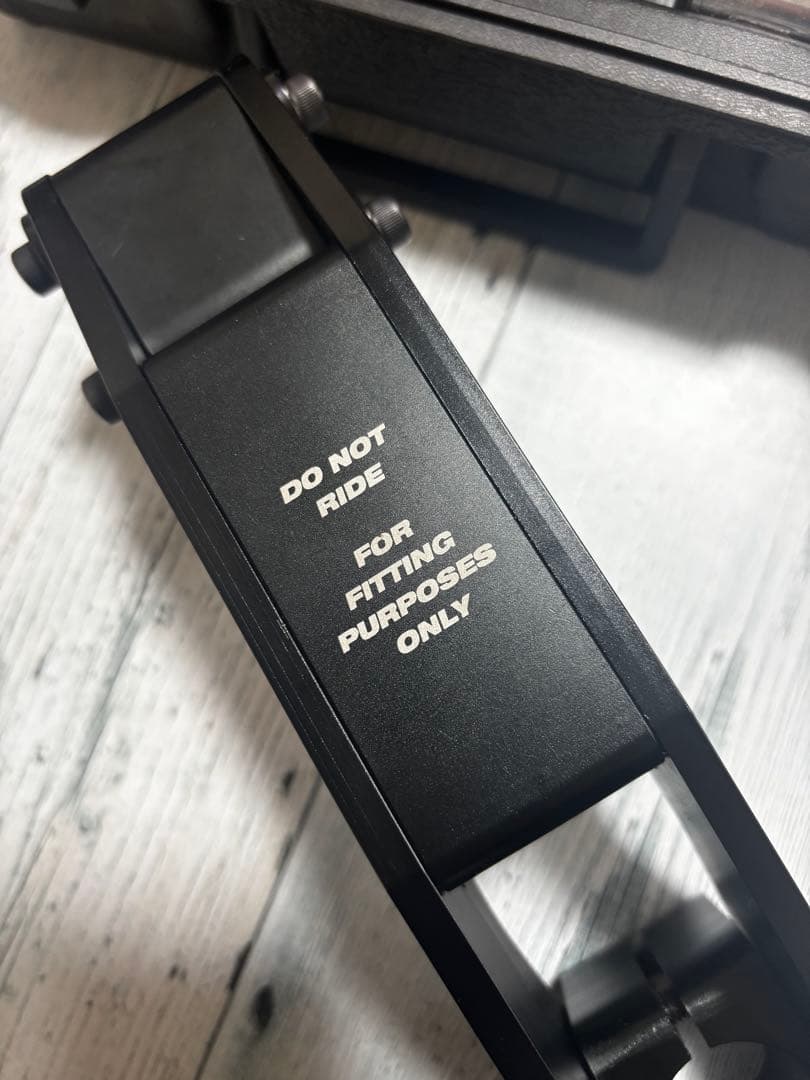 DO NOT
RIDE
FOR
FITTING
PURPOSES
ONLY